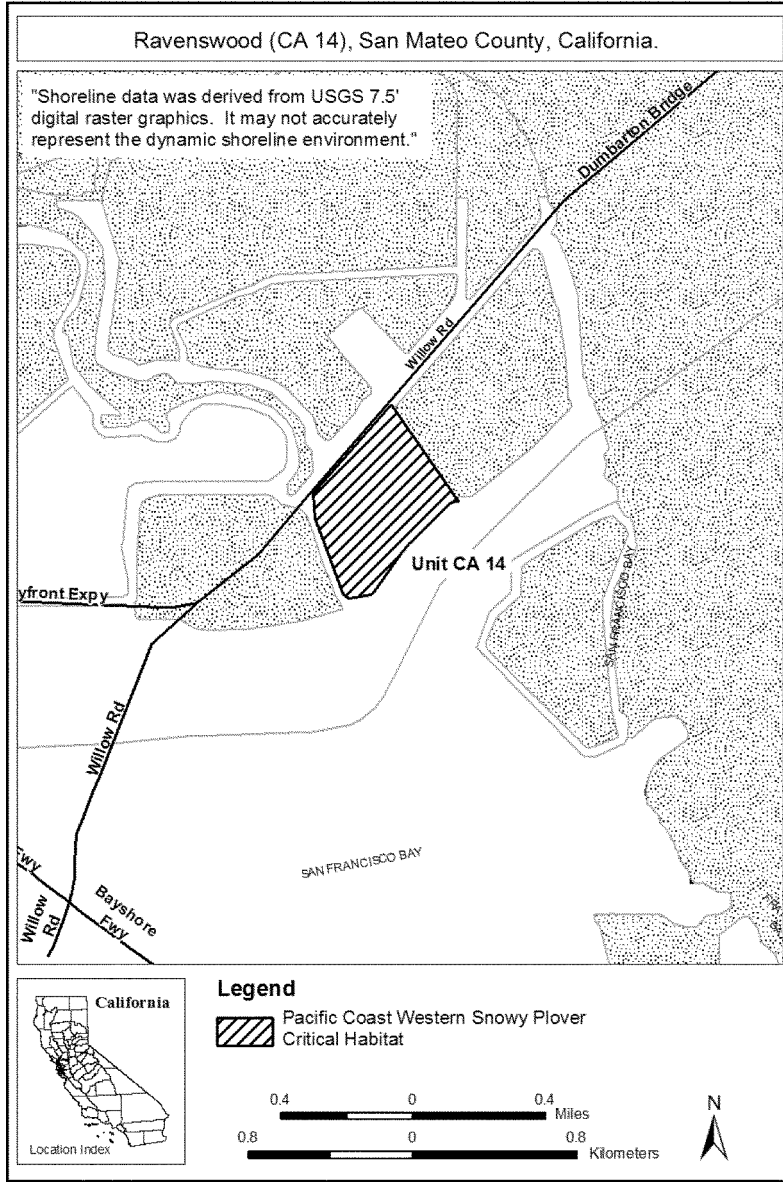 Ravenswood (CA 14), San Mateo County, California.
"Shoreline data was derived from USGS 7.5'
digital raster graphics. It may not accurately
represent the dynamic shoreline environment."
Dumbarton Bridge
Willow Rd
Unit CA 14
SAN FRANCISCO BAY
yfront Expy
Willow Rd
SAN FRANCISCO BAY
Fwy
Bayshore
Fwy
Willow
Rd
California
Location Index
Legend
Pacific Coast Western Snowy Plover
Critical Habitat
0.4 0 0.4
Miles
0.8 0 0.8
Kilometers
N